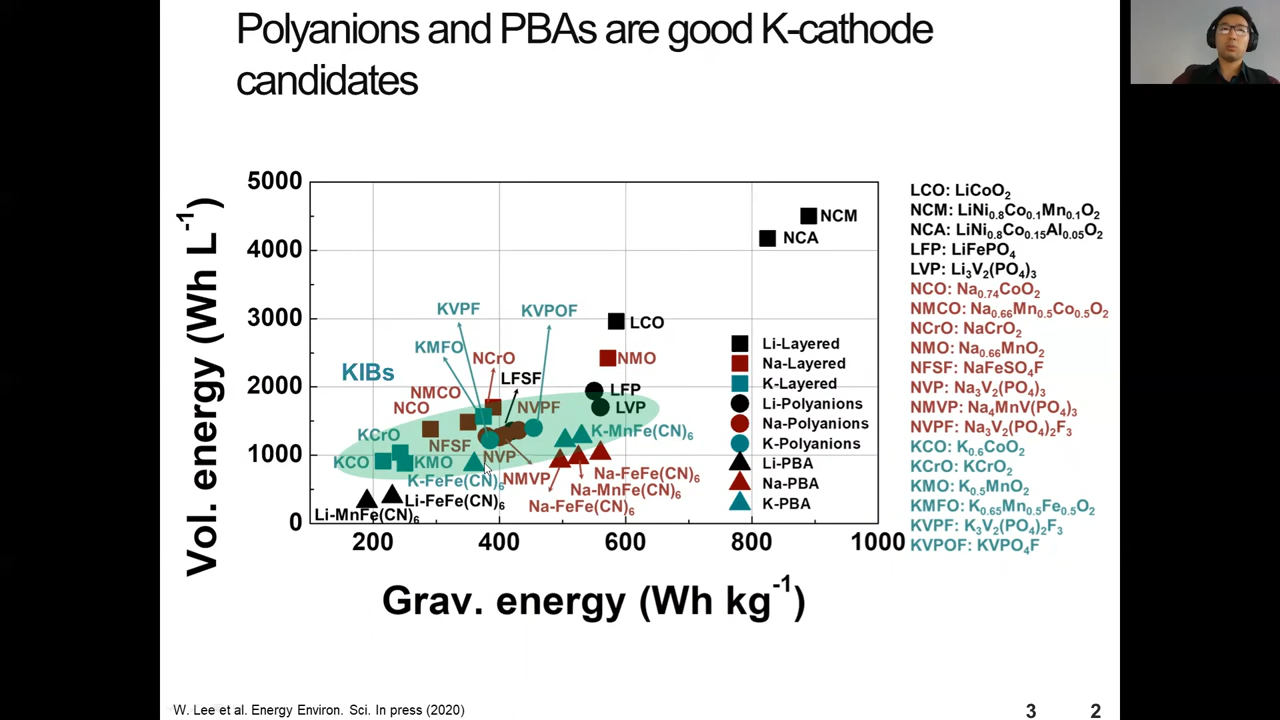 Polyanions and PBAs are good K-cathode
candidates
Vol. energy (Wh L⁻¹)
5000
4000
3000
2000
1000
0
200
400
600
800
1000
Grav. energy (Wh kg⁻¹)
NCM
NCA
KVPF
KVPOF
LCO
KMFO
NCrO
NMO
KIBs
LFSF
NMCO
LFP
NCO
NVPF
LVP
KCrO
K-MnFe(CN)₆
NFSF
KCO
KMO
NVP
K-FeFe(CN)₆
NMVP
Na-FeFe(CN)₆
Na-MnFe(CN)₆
Li-FeFe(CN)₆
Na-FeFe(CN)₆
Li-MnFe(CN)₆
Li-Layered
Na-Layered
K-Layered
Li-Polyanions
Na-Polyanions
K-Polyanions
Li-PBA
Na-PBA
K-PBA
LCO: LiCoO₂
NCM: LiNi₀.₈Co₀.₁Mn₀.₁O₂
NCA: LiNi₀.₈Co₀.₁₅Al₀.₀₅O₂
LFP: LiFePO₄
LVP: Li₃V₂(PO₄)₃
NCO: Na₀.₇₄CoO₂
NMCO: Na₀.₆₆Mn₀.₅Co₀.₅O₂
NCrO: NaCrO₂
NMO: Na₀.₆₆MnO₂
NFSF: NaFeSO₄F
NVP: Na₃V₂(PO₄)₃
NMVP: Na₄MnV(PO₄)₃
NVPF: Na₃V₂(PO₄)₂F₃
KCO: K₀.₆CoO₂
KCrO: KCrO₂
KMO: K₀.₅MnO₂
KMFO: K₀.₆₅Mn₀.₅Fe₀.₅O₂
KVPF: K₃V₂(PO₄)₂F₃
KVPOF: KVPO₄F
W. Lee et al. Energy Environ. Sci. In press (2020)
3 2